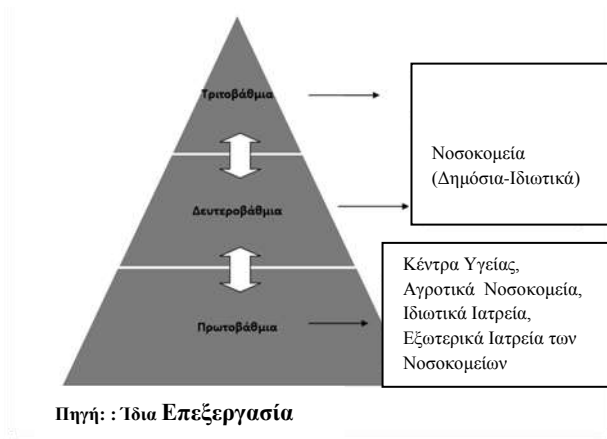 Τριτοβάθμια
Νοσοκομεία
(Δημόσια-Ιδιωτικά)
Δευτεροβάθμια
Κέντρα Υγείας,
Αγροτικά Νοσοκομεία,
Ιδιωτικά Ιατρεία,
Εξωτερικά Ιατρεία των
Νοσοκομείων
Πρωτοβάθμια
Πηγή: : Ίδια Επεξεργασία